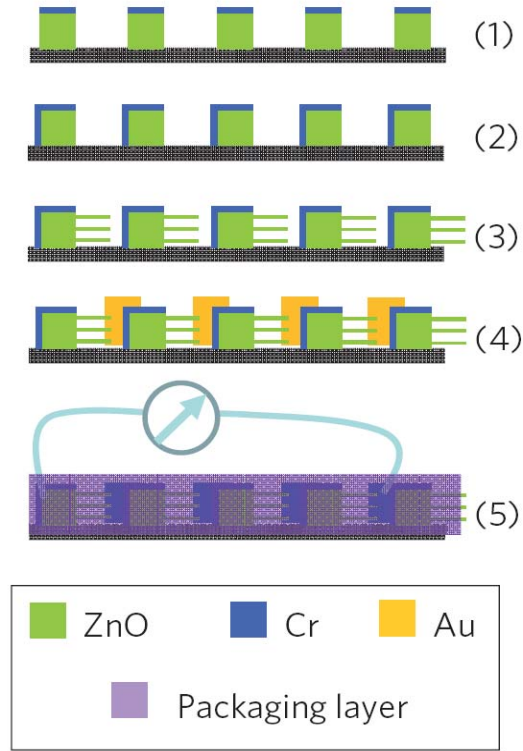 (1)
(2)
(3)
(4)
(5)
ZnO Cr Au
Packaging layer